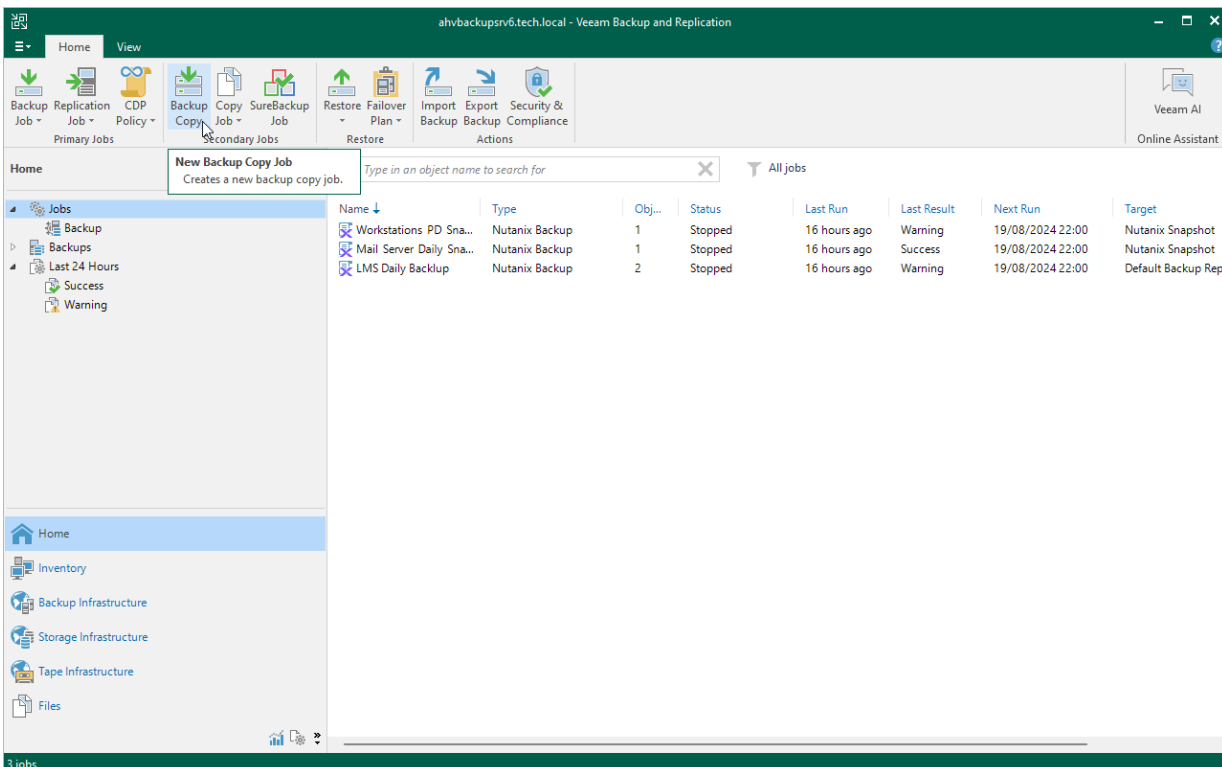 ahvbackupsrv6.tech.local - Veeam Backup and Replication
Home View
Backup Job Replication Job CDP Policy Backup Copy Copy Job SureBackup Job Restore Failover Plan Import Backup Export Backup Security & Compliance Veeam AI
Primary Jobs Secondary Jobs Restore Actions Online Assistant
New Backup Copy Job
Creates a new backup copy job.
Home
Type in an object name to search for
All jobs
Jobs
Backup
Backups
Last 24 Hours
Success
Warning
Name Type Obj... Status Last Run Last Result Next Run Target
Workstations PD Sna... Nutanix Backup 1 Stopped 16 hours ago Warning 19/08/2024 22:00 Nutanix Snapshot
Mail Server Daily Sna... Nutanix Backup 1 Stopped 16 hours ago Success 19/08/2024 22:00 Nutanix Snapshot
LMS Daily Backlup Nutanix Backup 2 Stopped 16 hours ago Warning 19/08/2024 22:00 Default Backup Rep
Home
Inventory
Backup Infrastructure
Storage Infrastructure
Tape Infrastructure
Files
3 jobs